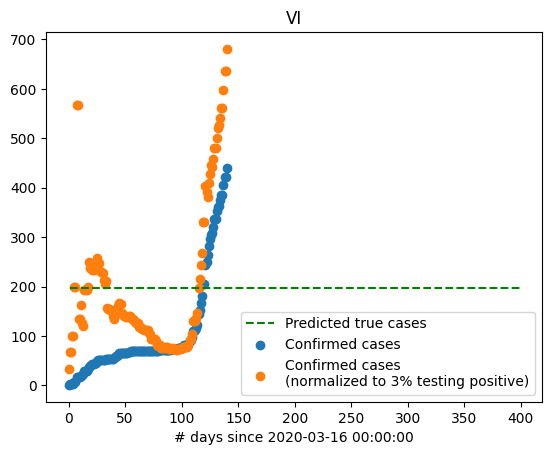 VI
700
600
500
400
300
200
100
0
Predicted true cases
Confirmed cases
Confirmed cases
(normalized to 3% testing positive)
0 50 100 150 200 250 300 350 400
# days since 2020-03-16 00:00:00